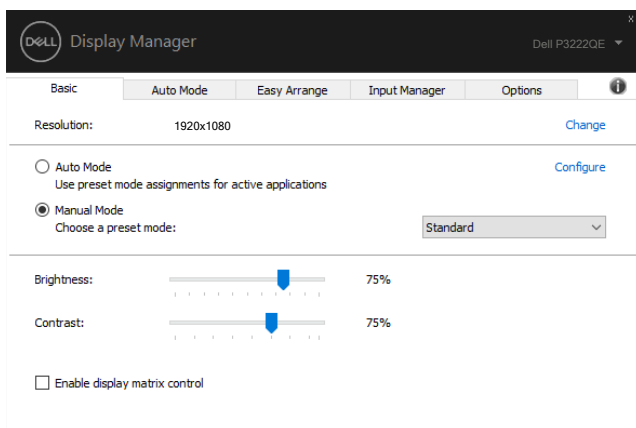 x
DELL Display Manager
Dell P3222QE
Basic Auto Mode Easy Arrange Input Manager Options i
Resolution: 1920x1080 Change
Auto Mode Configure
Use preset mode assignments for active applications
Manual Mode
Choose a preset mode: Standard
Brightness: 75%
Contrast: 75%
Enable display matrix control